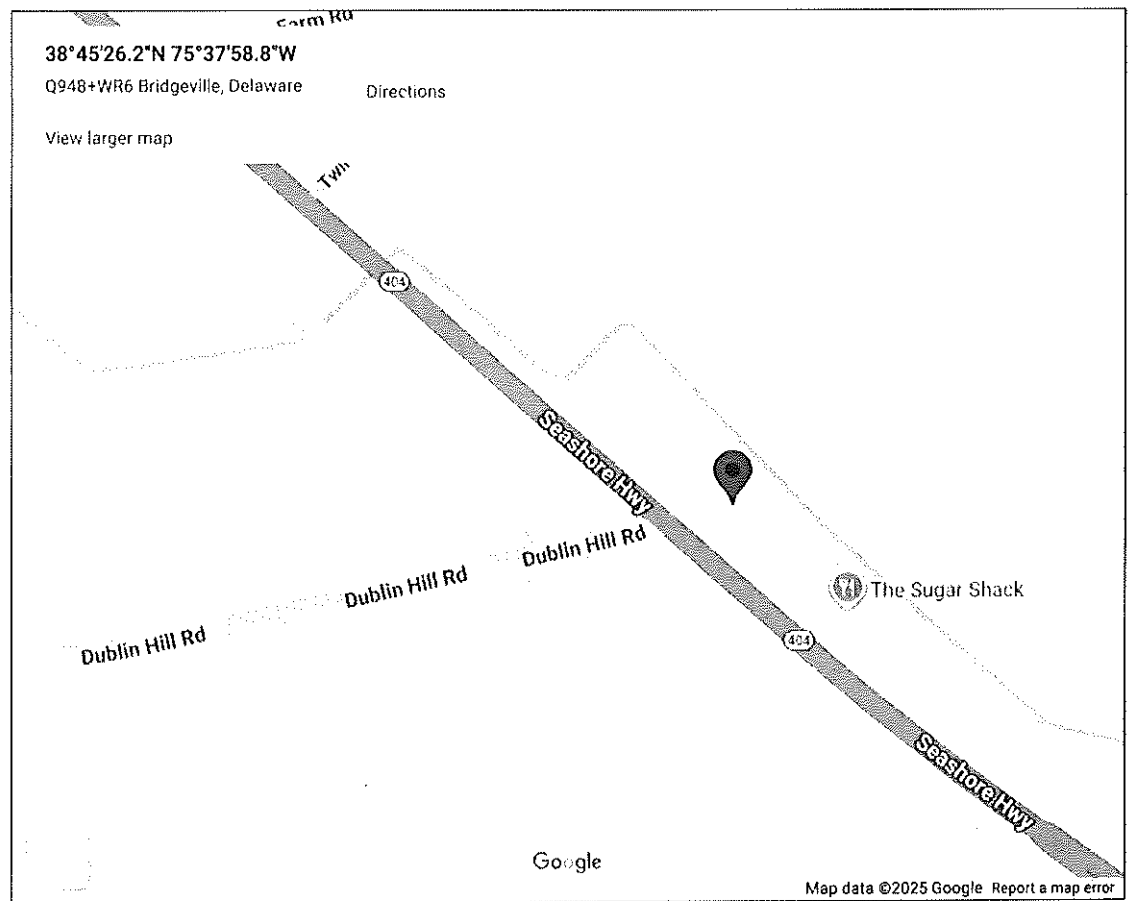 Farm Rd
38°45'26.2"N 75°37'58.8"W
Q948+WR6 Bridgeville, Delaware
Directions
View larger map
404
Seashore Hwy
Dublin Hill Rd
Dublin Hill Rd
Dublin Hill Rd
The Sugar Shack
404
Seashore Hwy
Google
Map data ©2025 Google Report a map error